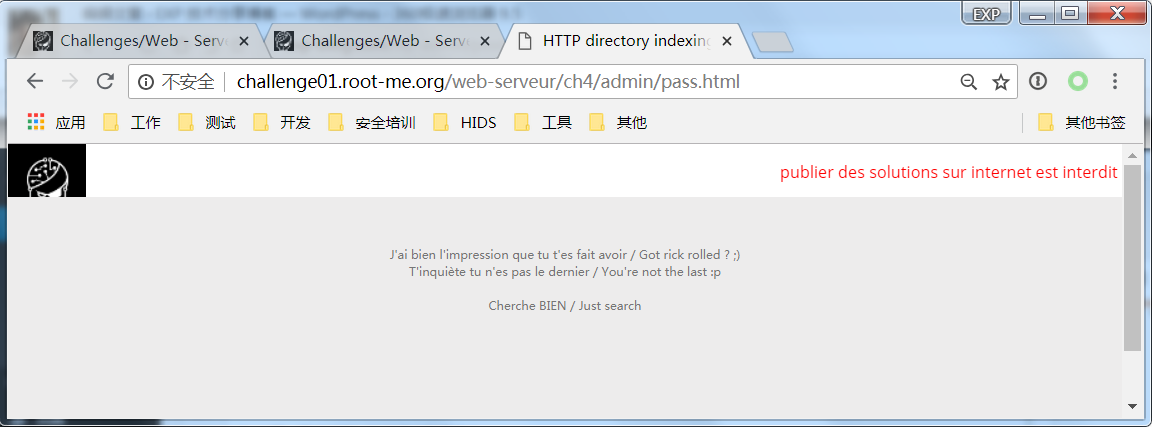 EXP
Challenges/Web - Serve
Challenges/Web - Serve
HTTP directory indexing
不安全 challenge01.root-me.org/web-serveur/ch4/admin/pass.html
应用 工作 测试 开发 安全培训 HIDS 工具 其他 其他书签
publier des solutions sur internet est interdit
J'ai bien l'impression que tu t'es fait avoir / Got rick rolled ? ;)
T'inquiète tu n'es pas le dernier / You're not the last :p
Cherche BIEN / Just search